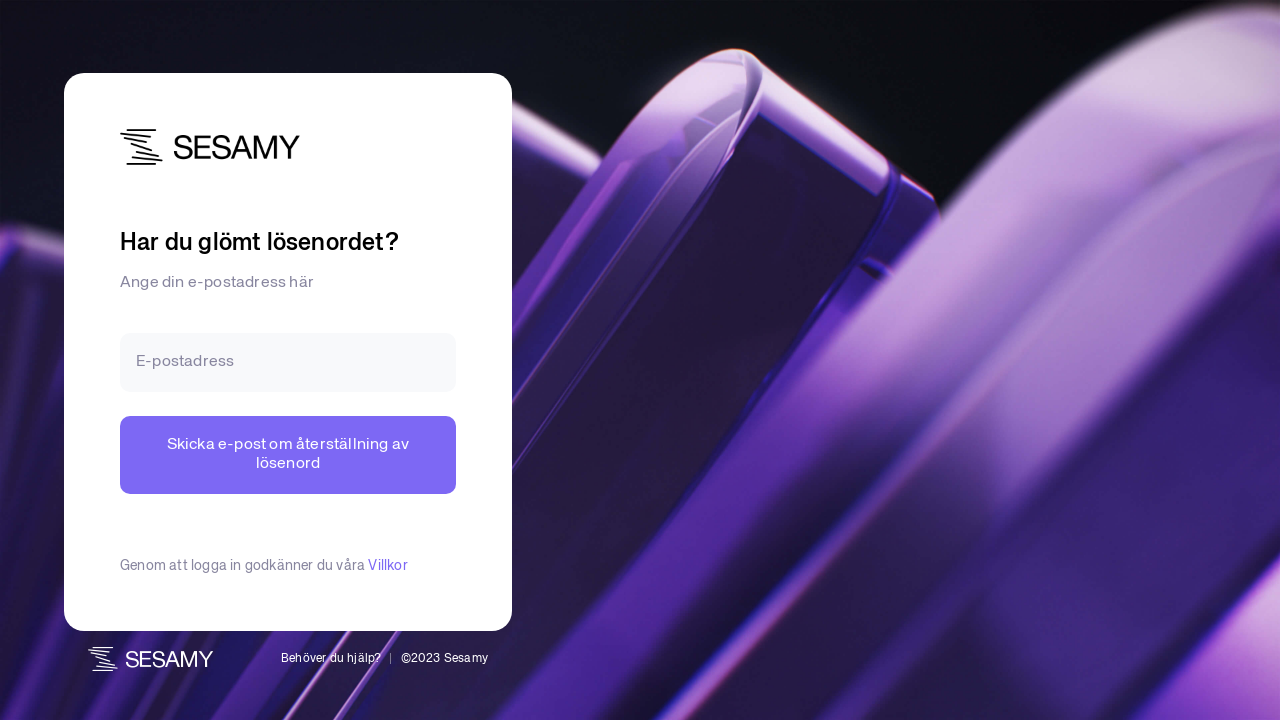 SESAMY
Har du glömt lösenordet?
Ange din e-postadress här
E-postadress
Skicka e-post om återställning av
lösenord
Genom att logga in godkänner du våra Villkor
SESAMY
Behöver du hjälp? | ©2023 Sesamy